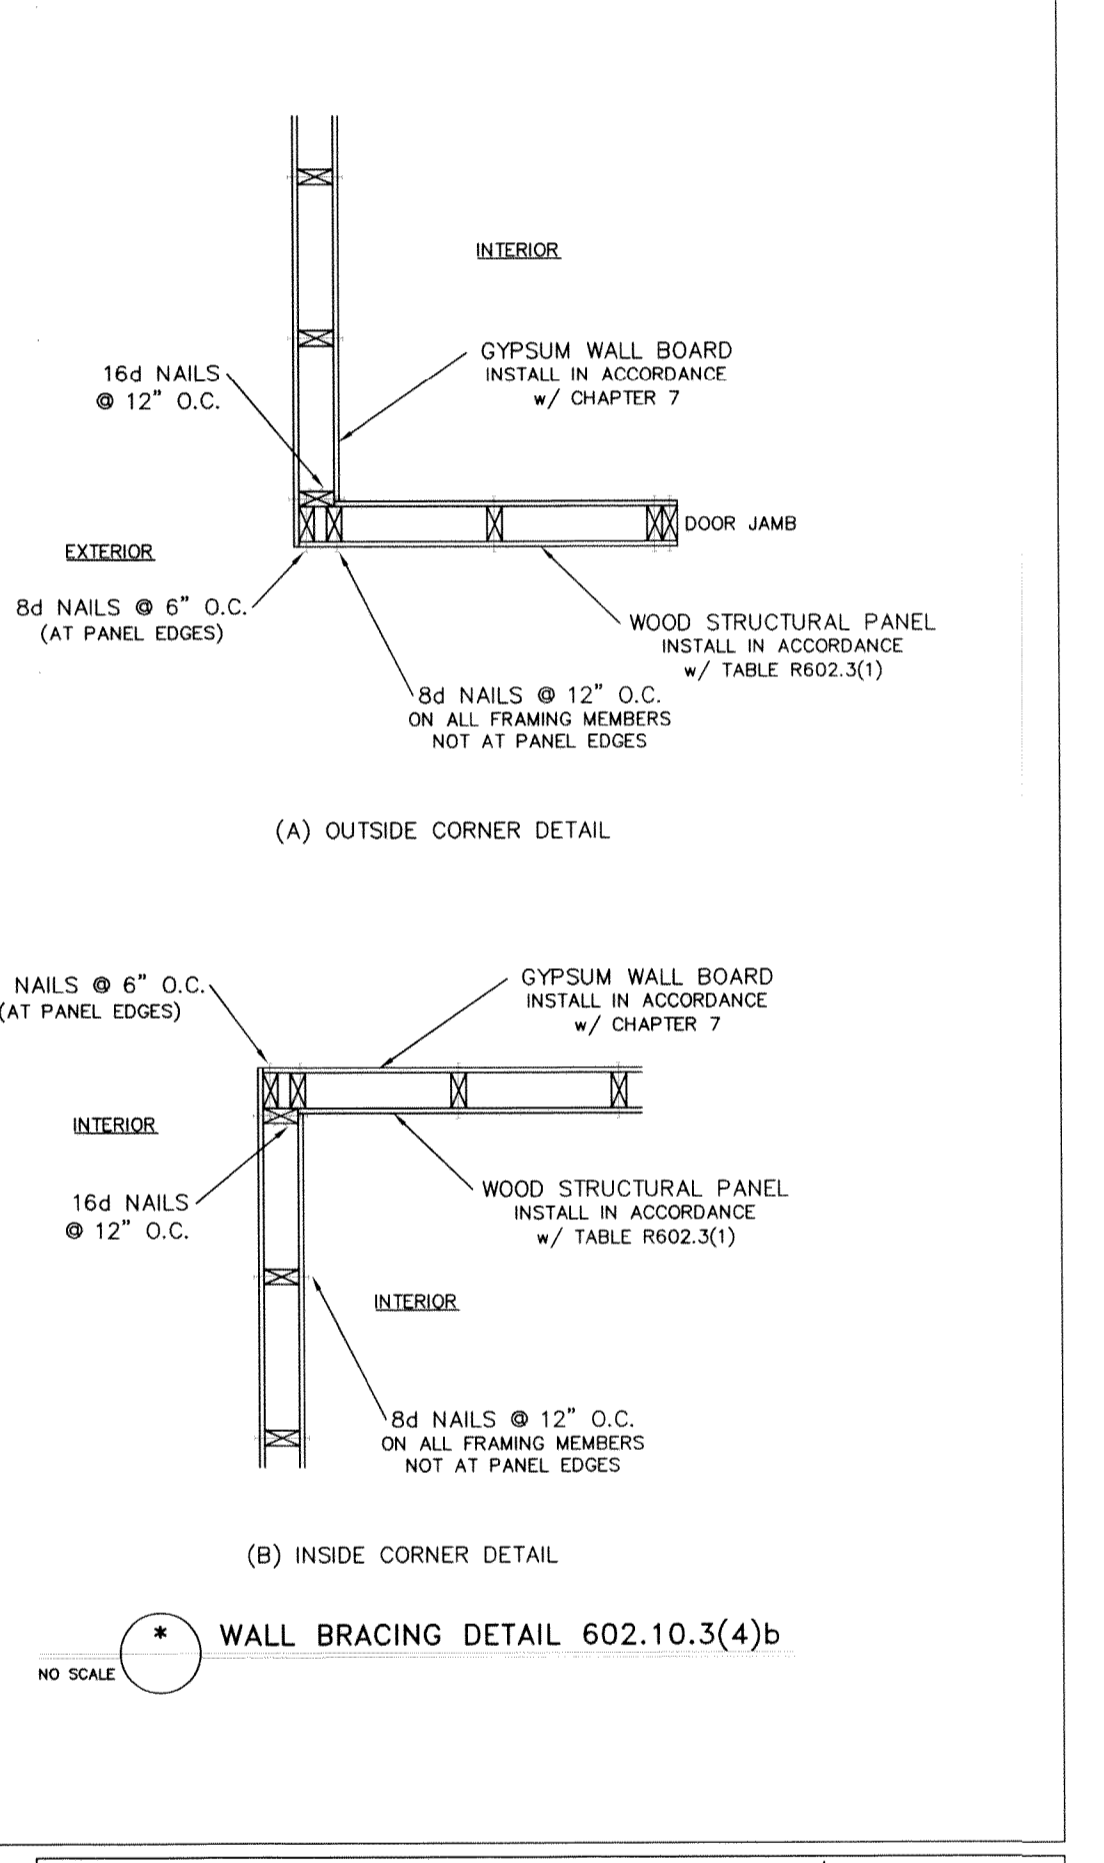 INTERIOR
GYPSUM WALL BOARD
INSTALL IN ACCORDANCE
w/ CHAPTER 7
16d NAILS
@ 12" O.C.
DOOR JAMB
EXTERIOR
8d NAILS @ 6" O.C.
(AT PANEL EDGES)
WOOD STRUCTURAL PANEL
INSTALL IN ACCORDANCE
w/ TABLE R602.3(1)
8d NAILS @ 12" O.C.
ON ALL FRAMING MEMBERS
NOT AT PANEL EDGES
(A) OUTSIDE CORNER DETAIL
NAILS @ 6" O.C.
(AT PANEL EDGES)
GYPSUM WALL BOARD
INSTALL IN ACCORDANCE
w/ CHAPTER 7
INTERIOR
16d NAILS
@ 12" O.C.
WOOD STRUCTURAL PANEL
INSTALL IN ACCORDANCE
w/ TABLE R602.3(1)
INTERIOR
8d NAILS @ 12" O.C.
ON ALL FRAMING MEMBERS
NOT AT PANEL EDGES
(B) INSIDE CORNER DETAIL
* WALL BRACING DETAIL 602.10.3(4)b
NO SCALE